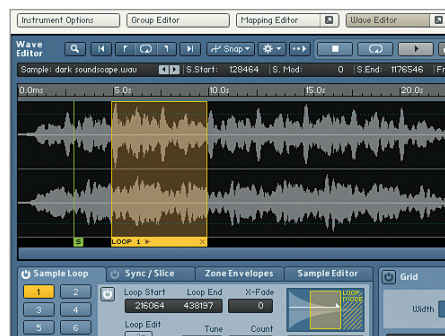 Instrument Options Group Editor Mapping Editor Wave Editor
Wave Editor Snap
Sample: dark soundscape.wav S.Start: 128464 S. Mod: 0 S.End: 1176546
0.0ms 5.0s 10.0s 15.0s 20.0s
S LOOP 1 X
Sample Loop Sync / Slice Zone Envelopes Sample Editor Grid
1 2 Loop Start Loop End X-Fade LOOP MODE
216064 438197 0
3 4 Width
5 6 Loop Edit Tune Count